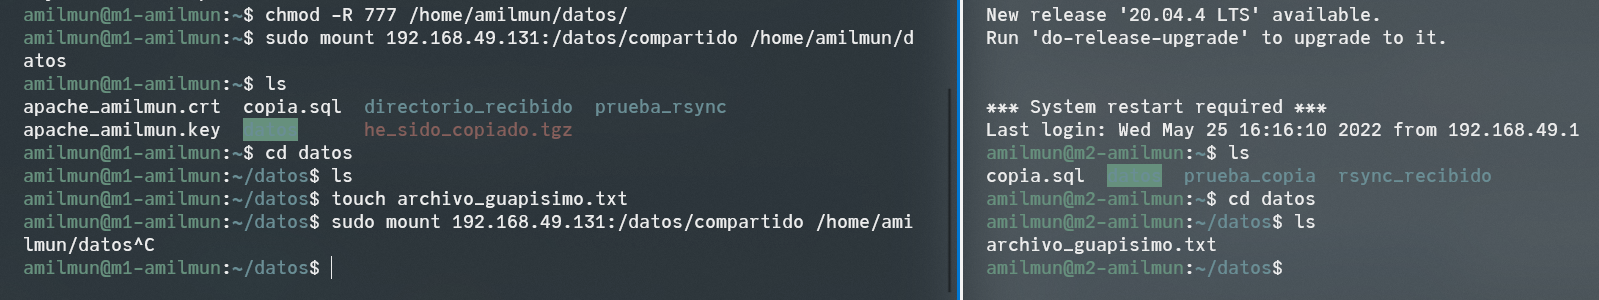 amilmun@m1-amilmun:~$ chmod -R 777 /home/amilmun/datos/
amilmun@m1-amilmun:~$ sudo mount 192.168.49.131:/datos/compartido /home/amilmun/d
atos
amilmun@m1-amilmun:~$ ls
apache_amilmun.crt  copia.sql  directorio_recibido  prueba_rsync
apache_amilmun.key  datos      he_sido_copiado.tgz
amilmun@m1-amilmun:~$ cd datos
amilmun@m1-amilmun:~/datos$ ls
amilmun@m1-amilmun:~/datos$ touch archivo_guapisimo.txt
amilmun@m1-amilmun:~/datos$ sudo mount 192.168.49.131:/datos/compartido /home/ami
lmun/datos^C
amilmun@m1-amilmun:~/datos$
New release '20.04.4 LTS' available.
Run 'do-release-upgrade' to upgrade to it.
*** System restart required ***
Last login: Wed May 25 16:16:10 2022 from 192.168.49.1
amilmun@m2-amilmun:~$ ls
copia.sql  datos  prueba_copia  rsync_recibido
amilmun@m2-amilmun:~$ cd datos
amilmun@m2-amilmun:~/datos$ ls
archivo_guapisimo.txt
amilmun@m2-amilmun:~/datos$